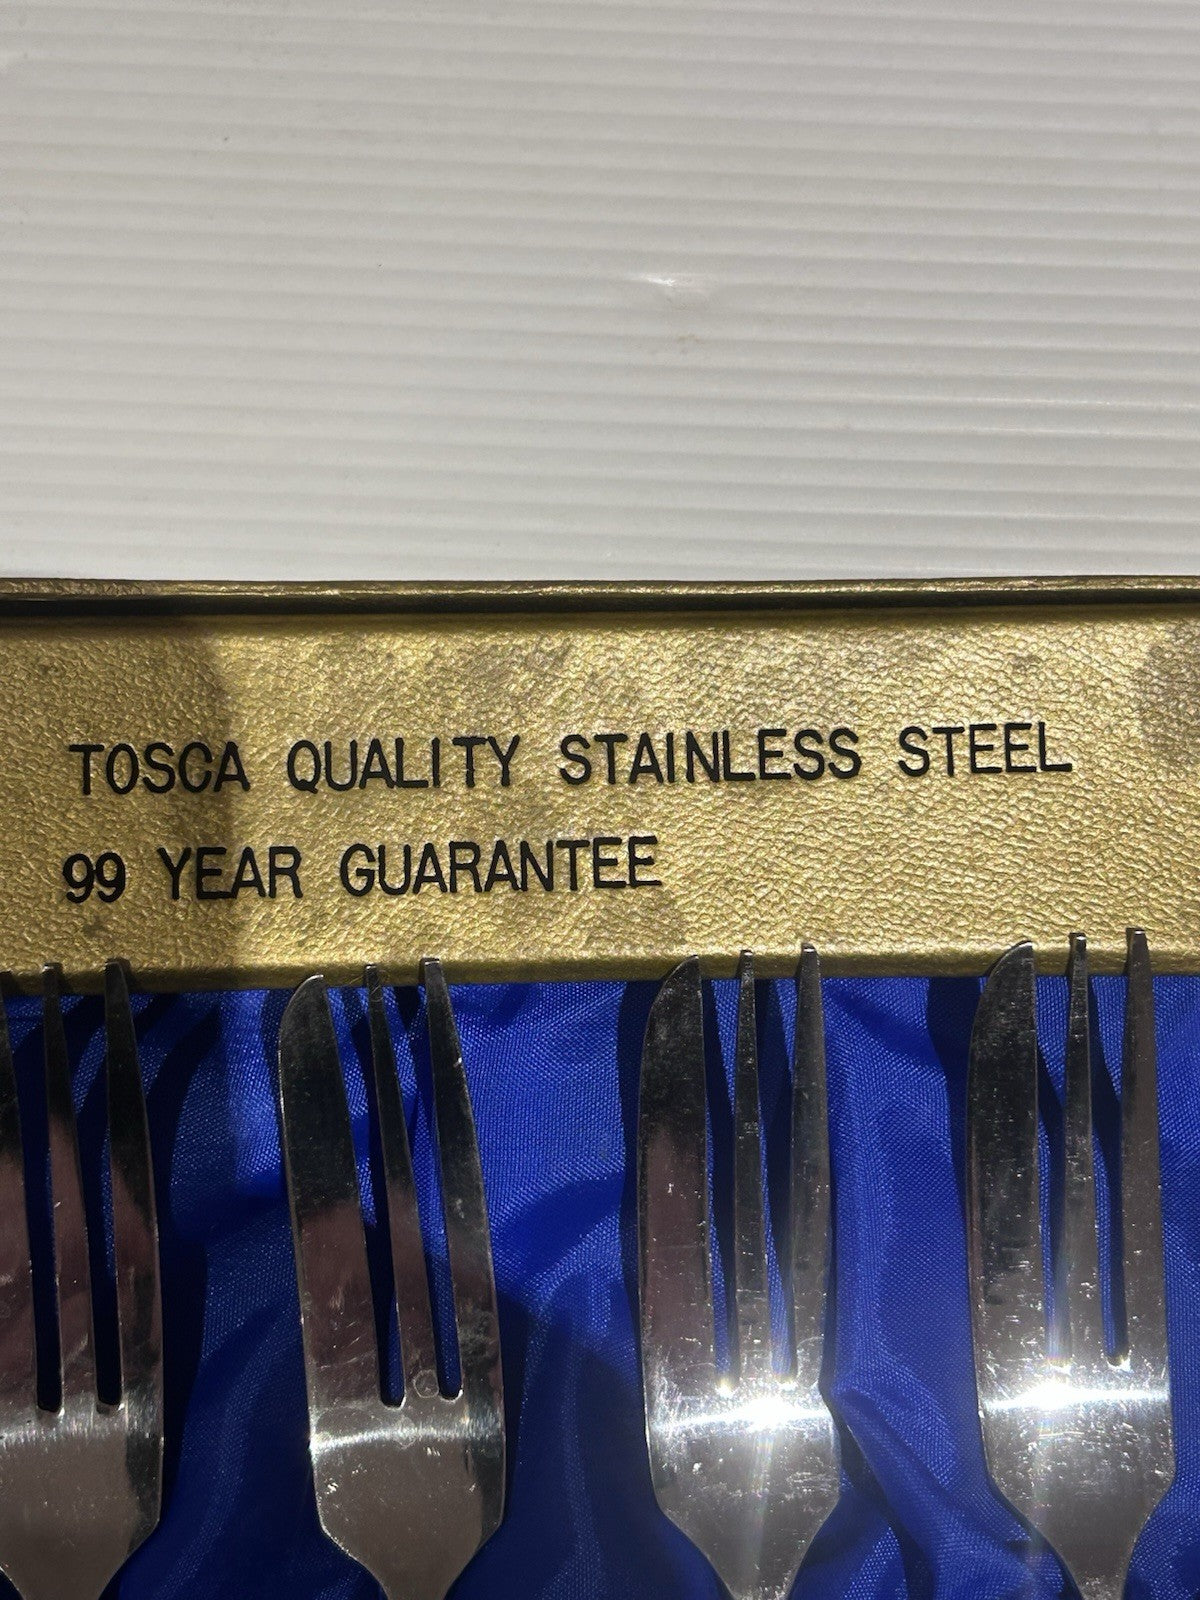 TOSCA QUALITY STAINLESS STEEL
99 YEAR GUARANTEE